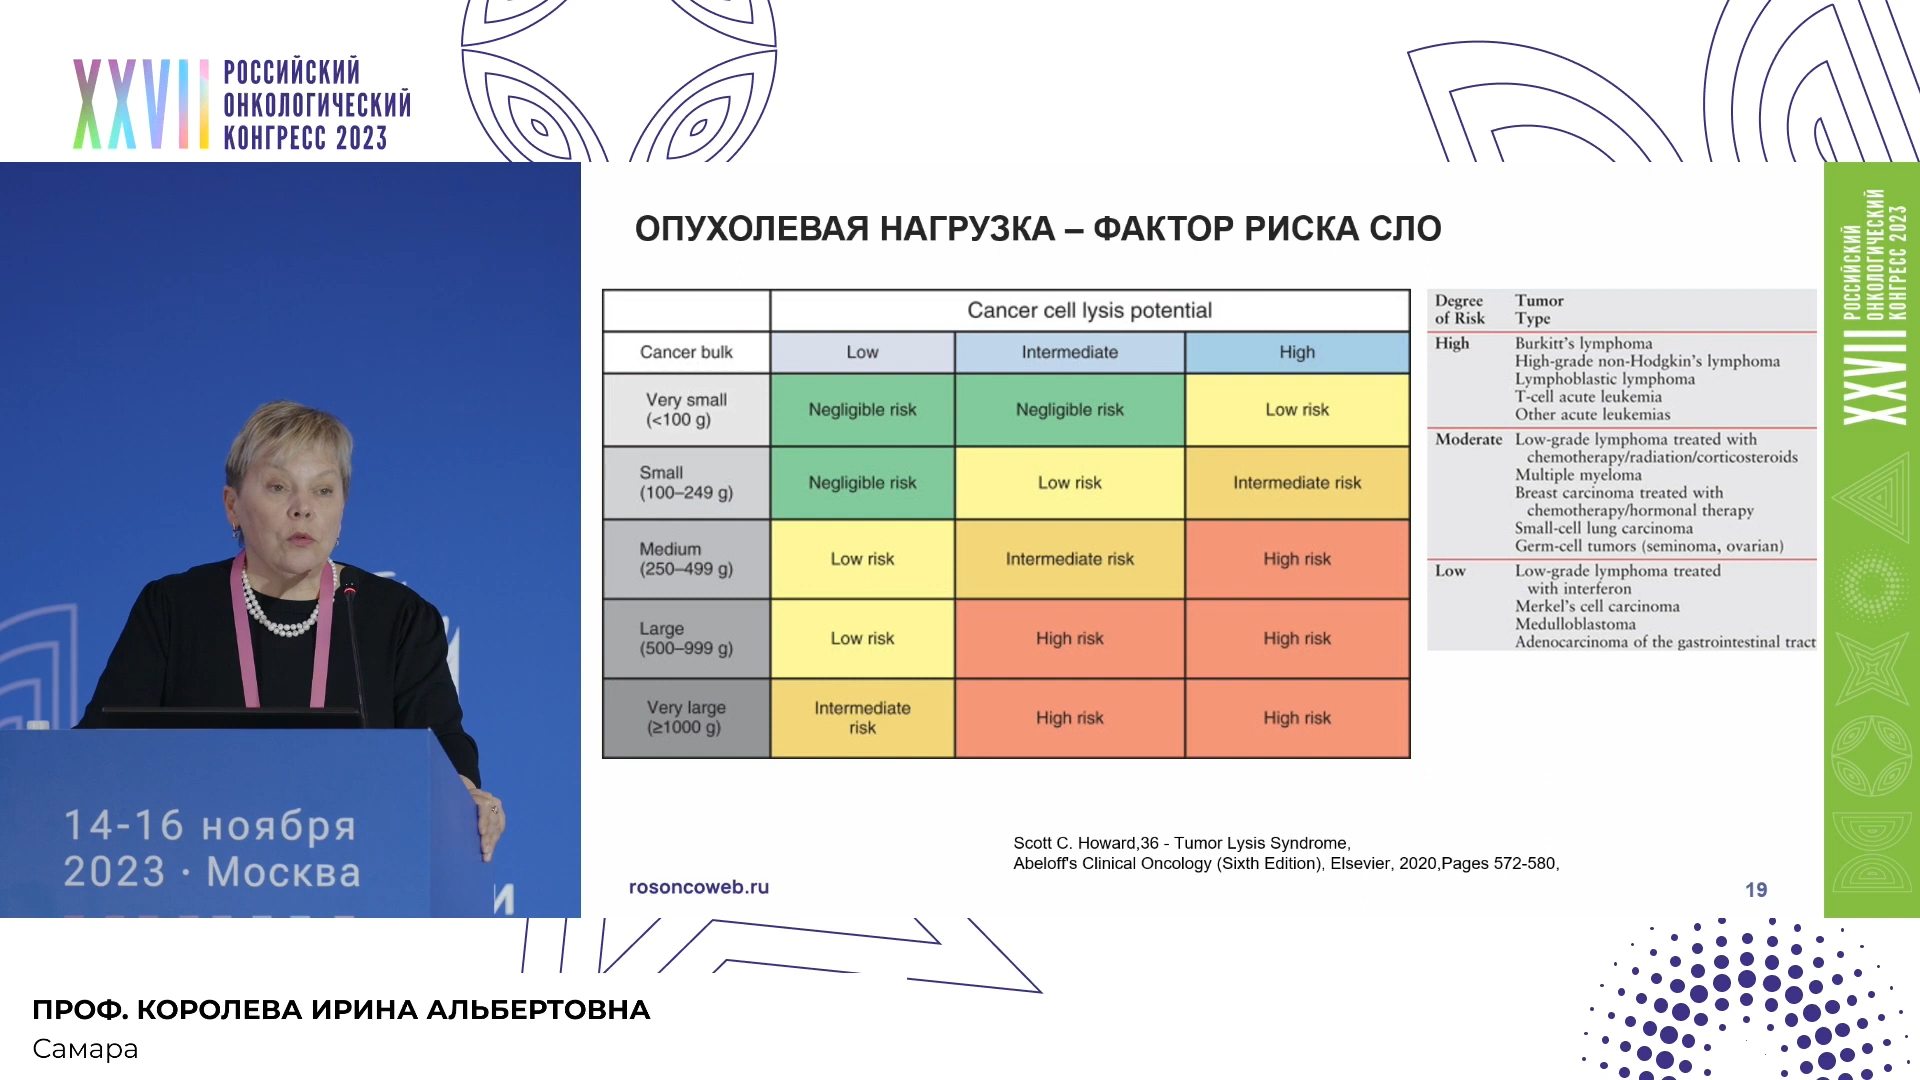 XXVII
РОССИЙСКИЙ
ОНКОЛОГИЧЕСКИЙ
КОНГРЕСС 2023
ОПУХОЛЕВАЯ НАГРУЗКА – ФАКТОР РИСКА СЛО
Cancer cell lysis potential
Cancer bulk Low Intermediate High
Very small
(<100 g)
Negligible risk Negligible risk Low risk
Small
(100–249 g)
Negligible risk Low risk Intermediate risk
Medium
(250–499 g)
Low risk Intermediate risk High risk
Large
(500–999 g)
Low risk High risk High risk
Very large
(≥1000 g)
Intermediate
risk
High risk High risk
Degree
of Risk
Tumor
Type
High
Burkitt's lymphoma
High-grade non-Hodgkin's lymphoma
Lymphoblastic lymphoma
T-cell acute leukemia
Other acute leukemias
Moderate
Low-grade lymphoma treated with
chemotherapy/radiation/corticosteroids
Multiple myeloma
Breast carcinoma treated with
chemotherapy/hormonal therapy
Small-cell lung carcinoma
Germ-cell tumors (seminoma, ovarian)
Low
Low-grade lymphoma treated
with interferon
Merkel's cell carcinoma
Medulloblastoma
Adenocarcinoma of the gastrointestinal tract
Scott C. Howard,36 - Tumor Lysis Syndrome,
Abeloff's Clinical Oncology (Sixth Edition), Elsevier, 2020,Pages 572-580,
rosoncoweb.ru
19
XXVII
РОССИЙСКИЙ
ОНКОЛОГИЧЕСКИЙ
КОНГРЕСС 2023
14-16 ноября
2023 · Москва
ПРОФ. КОРОЛЕВА ИРИНА АЛЬБЕРТОВНА
Самара